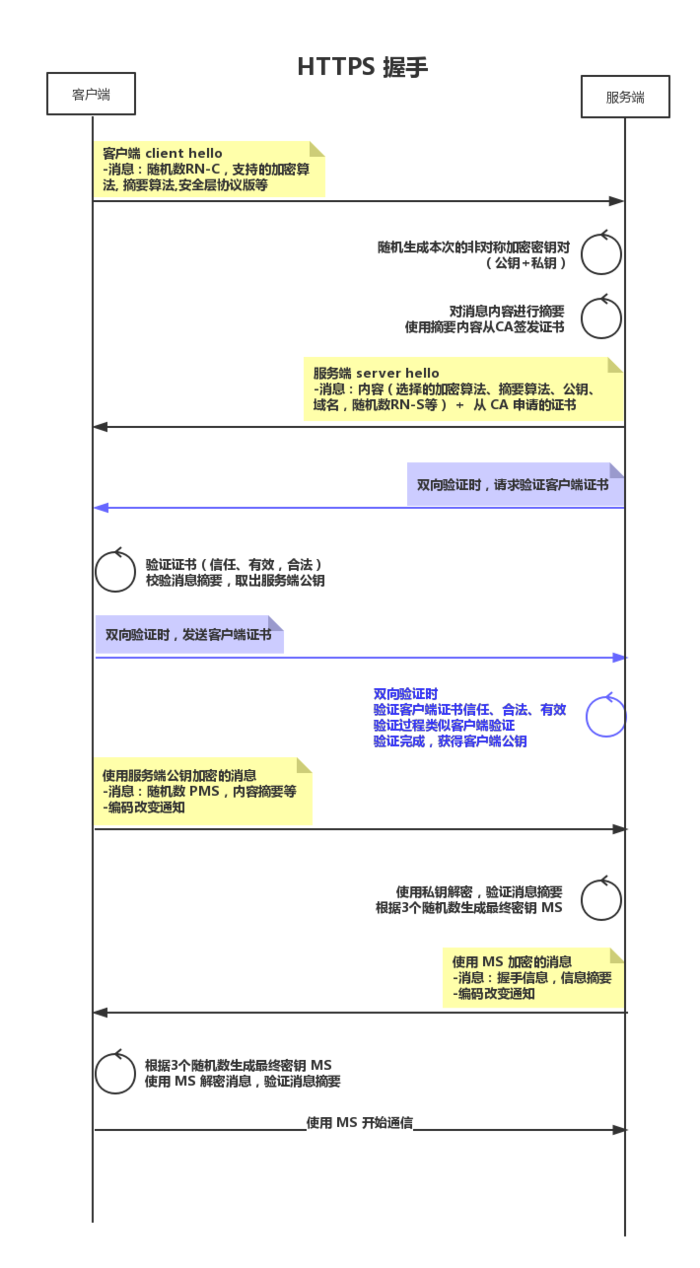 HTTPS 握手
客户端
服务端
客户端 client hello
-消息：随机数RN-C，支持的加密算
法, 摘要算法,安全层协议版等
随机生成本次的非对称加密密钥对
（公钥+私钥）
对消息内容进行摘要
使用摘要内容从CA签发证书
服务端 server hello
-消息：内容（选择的加密算法、摘要算法、公钥、
域名，随机数RN-S等） + 从 CA 申请的证书
双向验证时，请求验证客户端证书
验证证书（信任、有效，合法）
校验消息摘要，取出服务端公钥
双向验证时，发送客户端证书
双向验证时
验证客户端证书信任、合法、有效
验证过程类似客户端验证
验证完成，获得客户端公钥
使用服务端公钥加密的消息
-消息：随机数 PMS，内容摘要等
-编码改变通知
使用私钥解密，验证消息摘要
根据3个随机数生成最终密钥 MS
使用 MS 加密的消息
-消息：握手信息，信息摘要
-编码改变通知
根据3个随机数生成最终密钥 MS
使用 MS 解密消息，验证消息摘要
使用 MS 开始通信